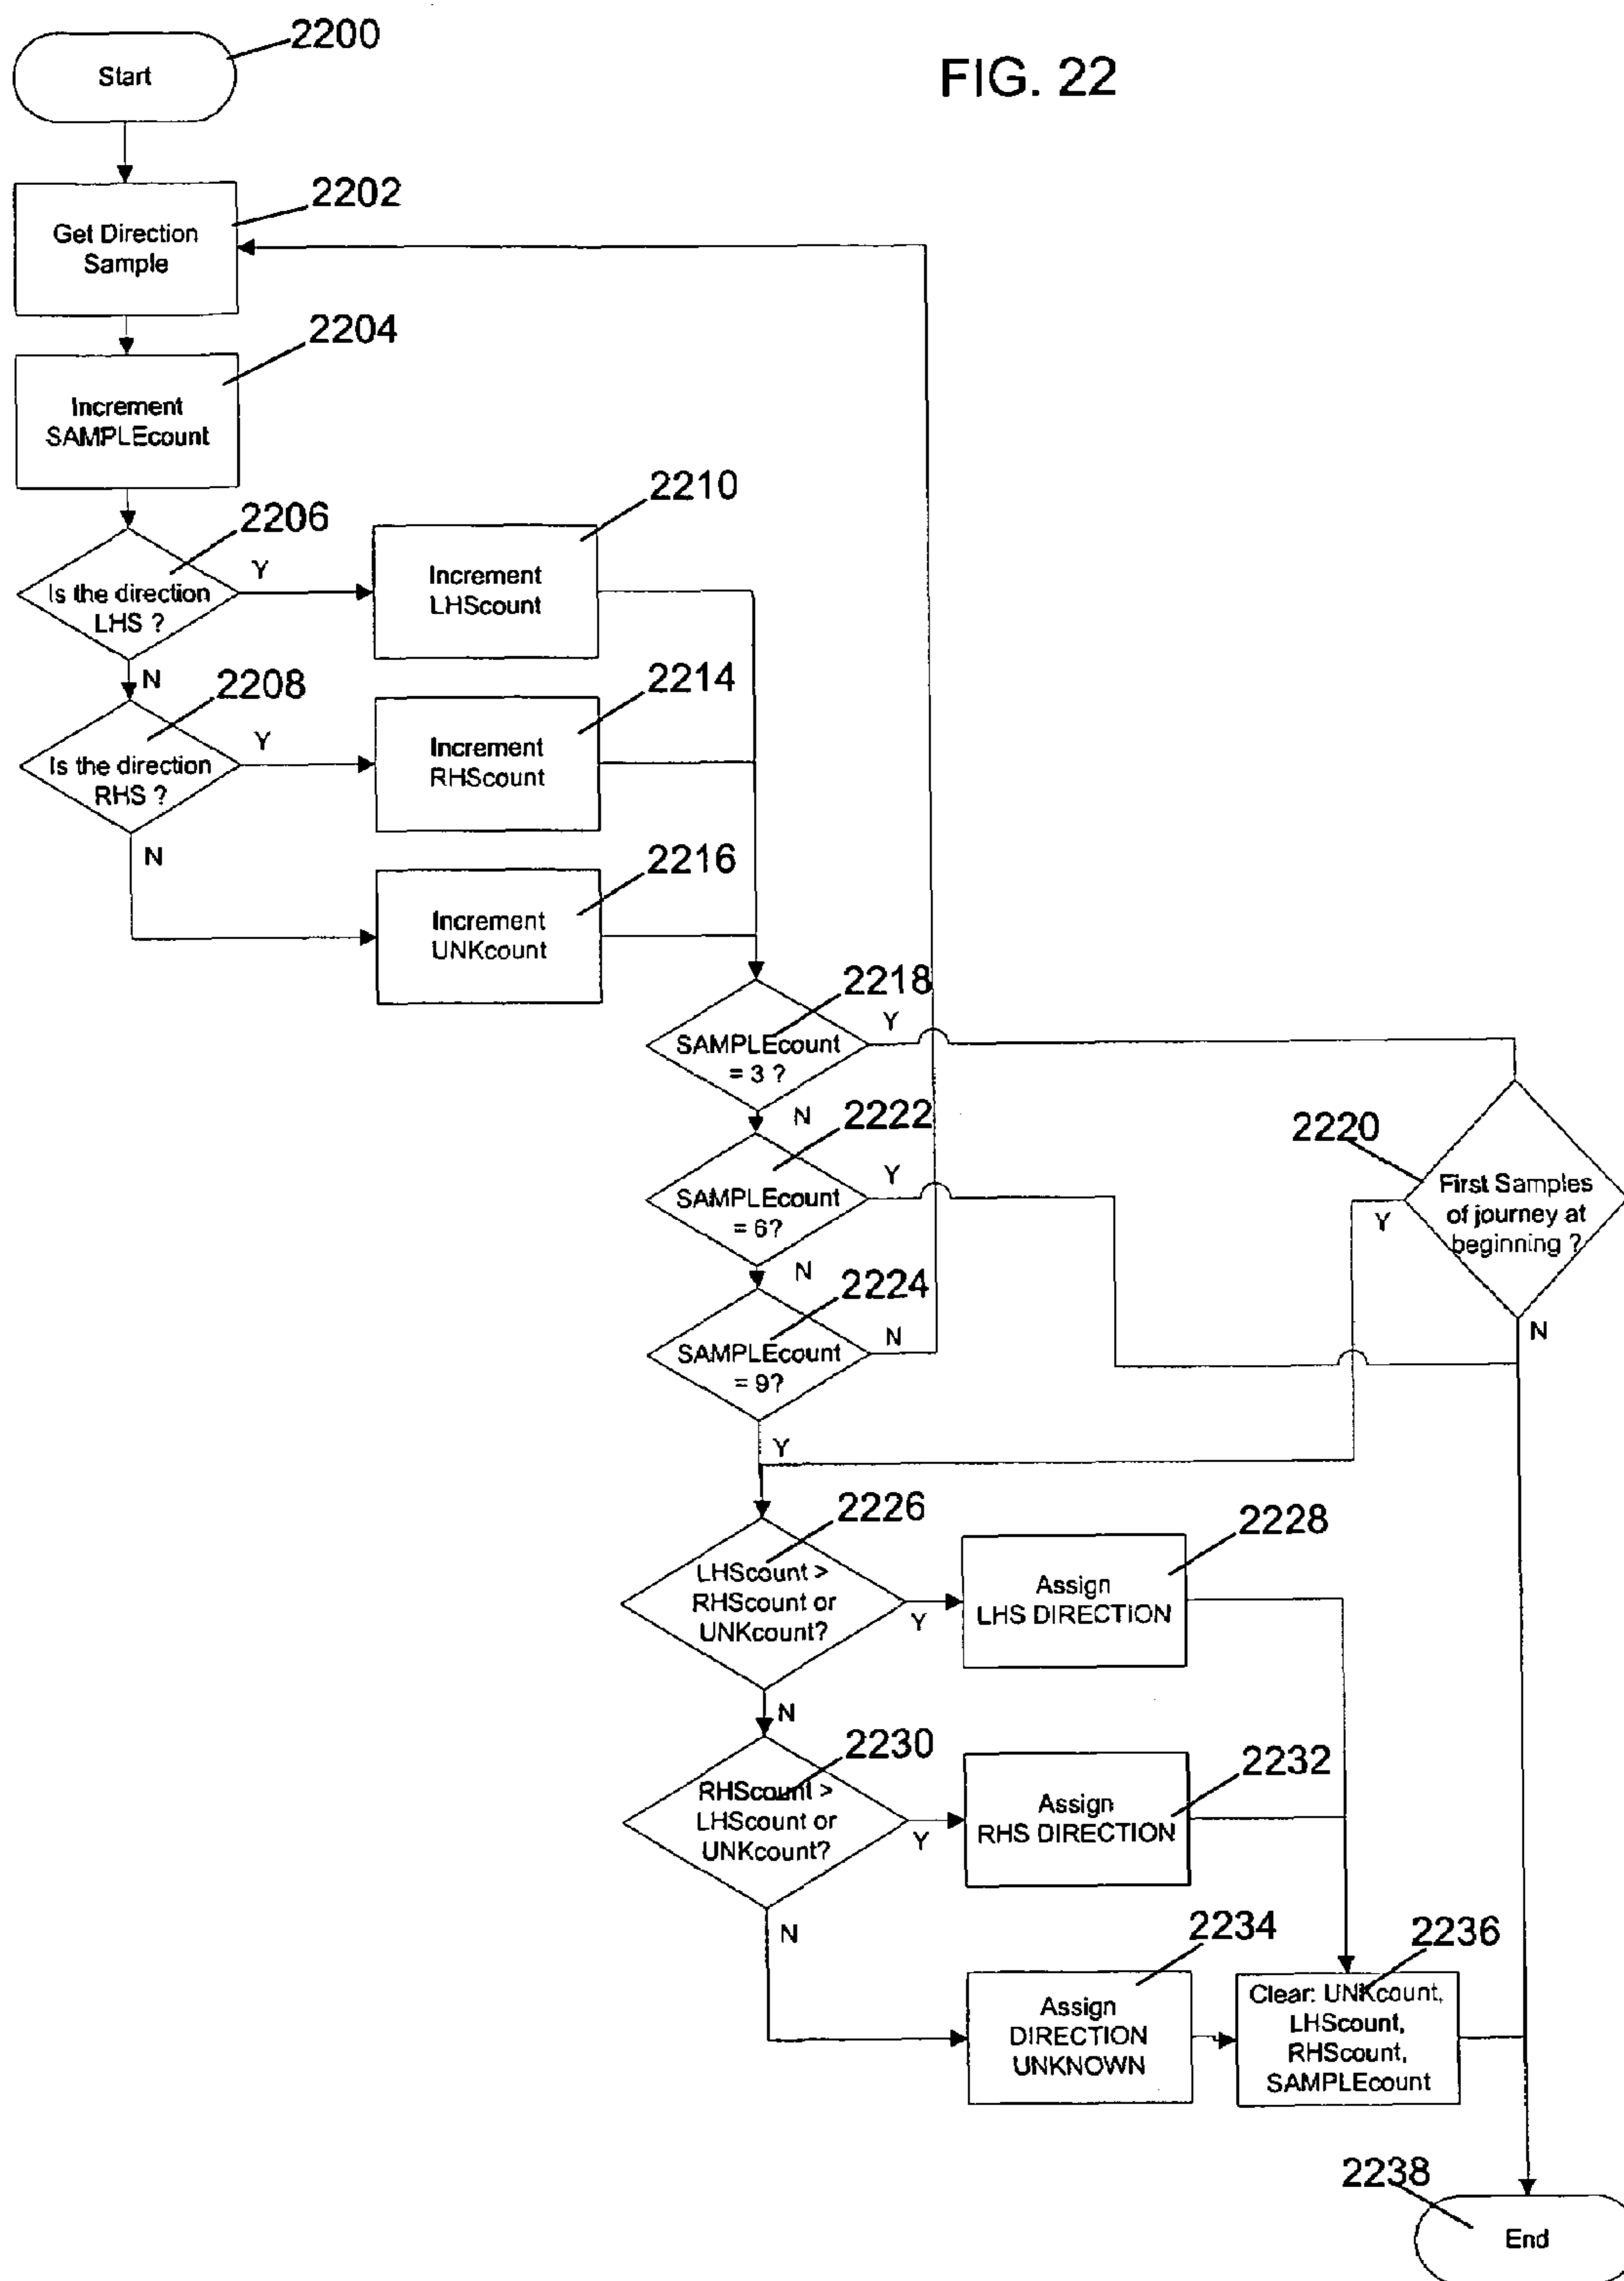 FIG. 22
2200
Start
2202
Get Direction
Sample
2204
Increment
SAMPLEcount
2206
Is the direction
LHS ?
Y
N
2210
Increment
LHScount
2208
Is the direction
RHS ?
Y
N
2214
Increment
RHScount
2216
Increment
UNKcount
2218
SAMPLEcount
= 3 ?
Y
N
2220
First Samples
of journey at
beginning ?
Y
N
2222
SAMPLEcount
= 6?
Y
N
2224
SAMPLEcount
= 9?
N
Y
2226
LHScount >
RHScount or
UNKcount?
Y
N
2228
Assign
LHS DIRECTION
2230
RHScount >
LHScount or
UNKcount?
Y
N
2232
Assign
RHS DIRECTION
2234
Assign
DIRECTION
UNKNOWN
2236
Clear: UNKcount,
LHScount,
RHScount,
SAMPLEcount
2238
End